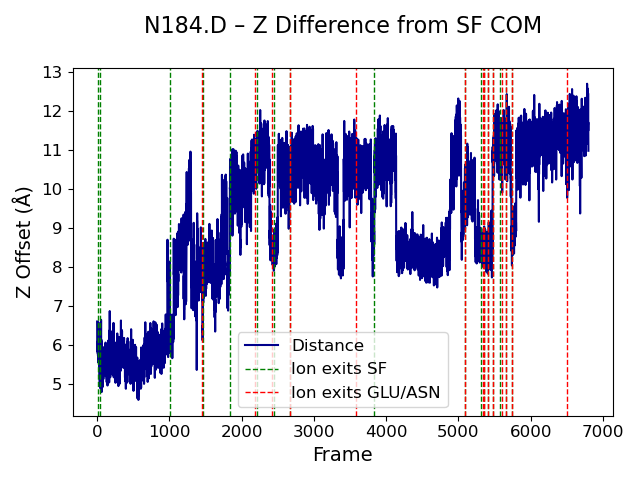 N184.D – Z Difference from SF COM
Z Offset (Å)
13
12
11
10
9
8
7
6
5
Distance
Ion exits SF
Ion exits GLU/ASN
0
1000
2000
3000
4000
5000
6000
7000
Frame